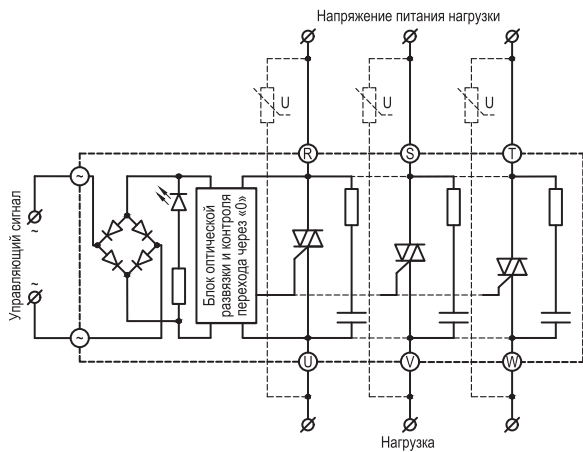 Напряжение питания нагрузки
U
U
U
R
S
T
~
Управляющий сигнал
~
~
Блок оптической
развязки и контроля
перехода через «0»
~
U
V
W
Нагрузка